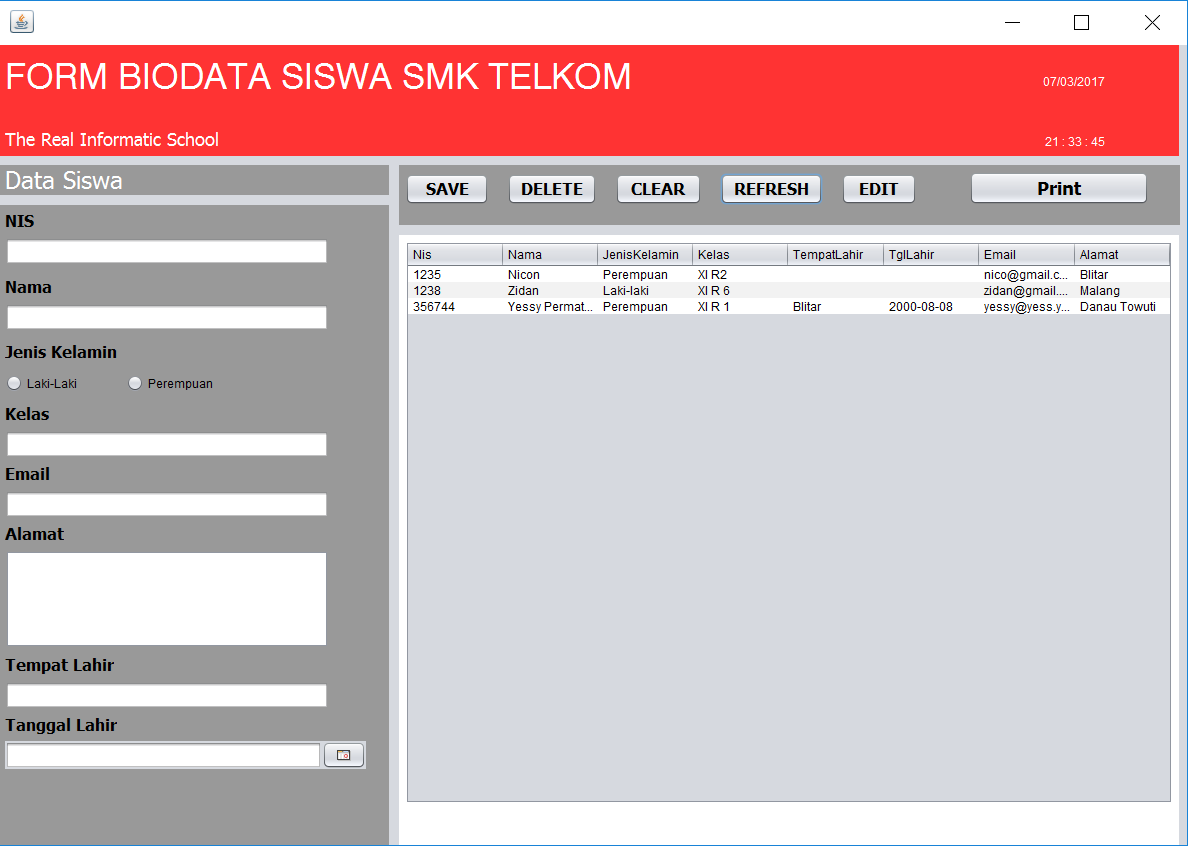 FORM BIODATA SISWA SMK TELKOM
07/03/2017
The Real Informatic School
21 : 33 : 45
Data Siswa
NIS
Nama
Jenis Kelamin
Laki-Laki Perempuan
Kelas
Email
Alamat
Tempat Lahir
Tanggal Lahir
SAVE DELETE CLEAR REFRESH EDIT Print
Nis Nama JenisKelamin Kelas TempatLahir TglLahir Email Alamat
1235 Nicon Perempuan XI R2 nico@gmail.c... Blitar
1238 Zidan Laki-laki XI R 6 zidan@gmail.... Malang
356744 Yessy Permat... Perempuan XI R 1 Blitar 2000-08-08 yessy@yess.y... Danau Towuti